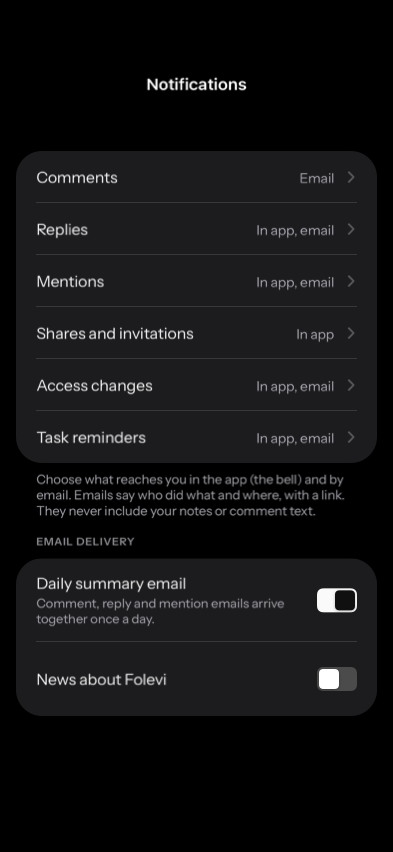 Notifications
Comments Email
Replies In app, email
Mentions In app, email
Shares and invitations In app
Access changes In app, email
Task reminders In app, email
Choose what reaches you in the app (the bell) and by
email. Emails say who did what and where, with a link.
They never include your notes or comment text.
EMAIL DELIVERY
Daily summary email
Comment, reply and mention emails arrive
together once a day.
News about Folevi